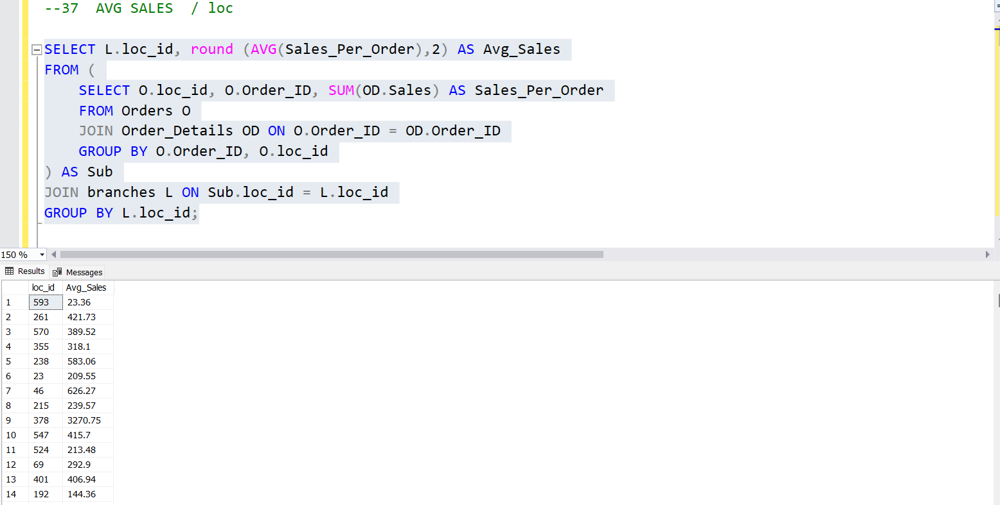 --37  AVG SALES  / loc
SELECT L.loc_id, round (AVG(Sales_Per_Order),2) AS Avg_Sales
FROM (
    SELECT O.loc_id, O.Order_ID, SUM(OD.Sales) AS Sales_Per_Order
    FROM Orders O
    JOIN Order_Details OD ON O.Order_ID = OD.Order_ID
    GROUP BY O.Order_ID, O.loc_id
) AS Sub
JOIN branches L ON Sub.loc_id = L.loc_id
GROUP BY L.loc_id;
150 %
Results Messages
loc_id Avg_Sales
1 593 23.36
2 261 421.73
3 570 389.52
4 355 318.1
5 238 583.06
6 23 209.55
7 46 626.27
8 215 239.57
9 378 3270.75
10 547 415.7
11 524 213.48
12 69 292.9
13 401 406.94
14 192 144.36